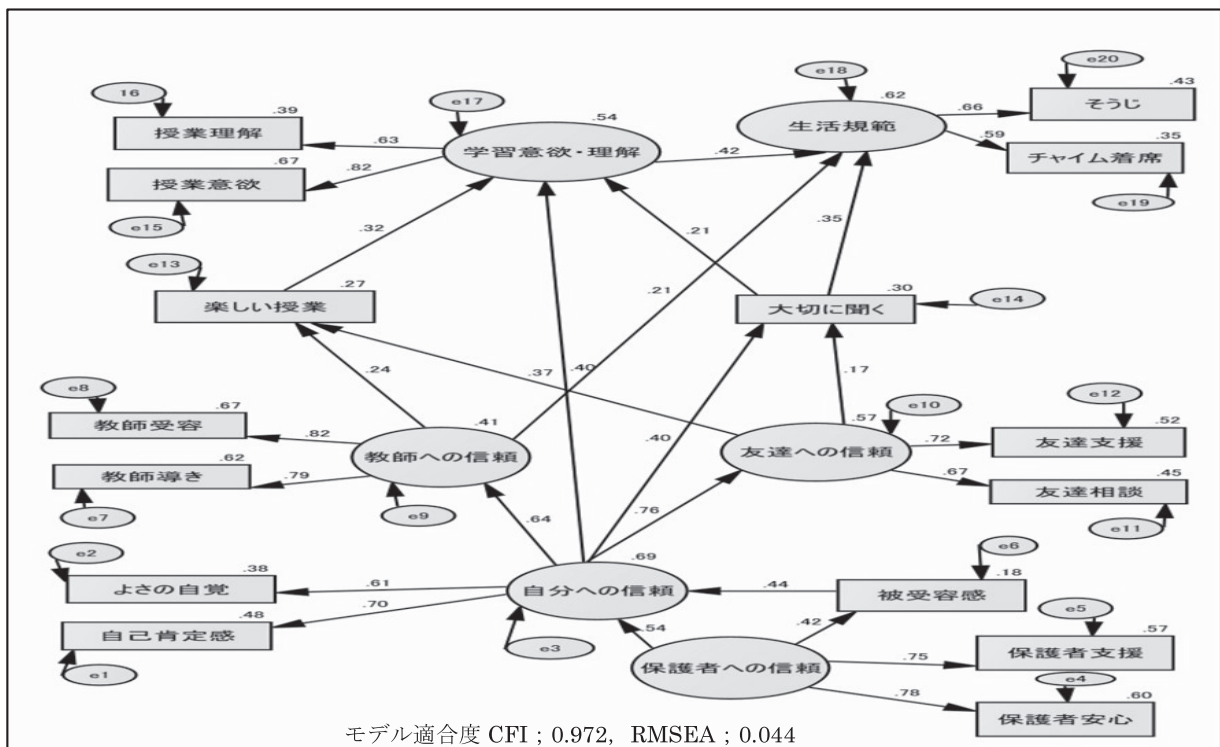 e20
16
e18
.43
.39
e17
.62
.66
そうじ
授業理解
.54
生活規範
.63
.59
.35
学習意欲・理解
.42
チャイム着席
.67
.82
授業意欲
e15
e19
.32
.21
.35
e13
.27
.21
.30
e14
楽しい授業
大切に聞く
.24
.37
.40
.17
e8
.67
.57
e10
e12
.52
教師受容
.82
.41
.40
.72
友達支援
.62
教師への信頼
友達への信頼
教師導き
.79
.67
.45
友達相談
.76
e7
e9
.64
e11
e2
.38
.69
e6
よさの自覚
.61
自分への信頼
.44
.18
被受容感
.48
.70
e5
自己肯定感
.54
.42
.57
e3
保護者への信頼
.75
保護者支援
e1
e4
.78
.60
保護者安心
モデル適合度 CFI ; 0.972, RMSEA ; 0.044